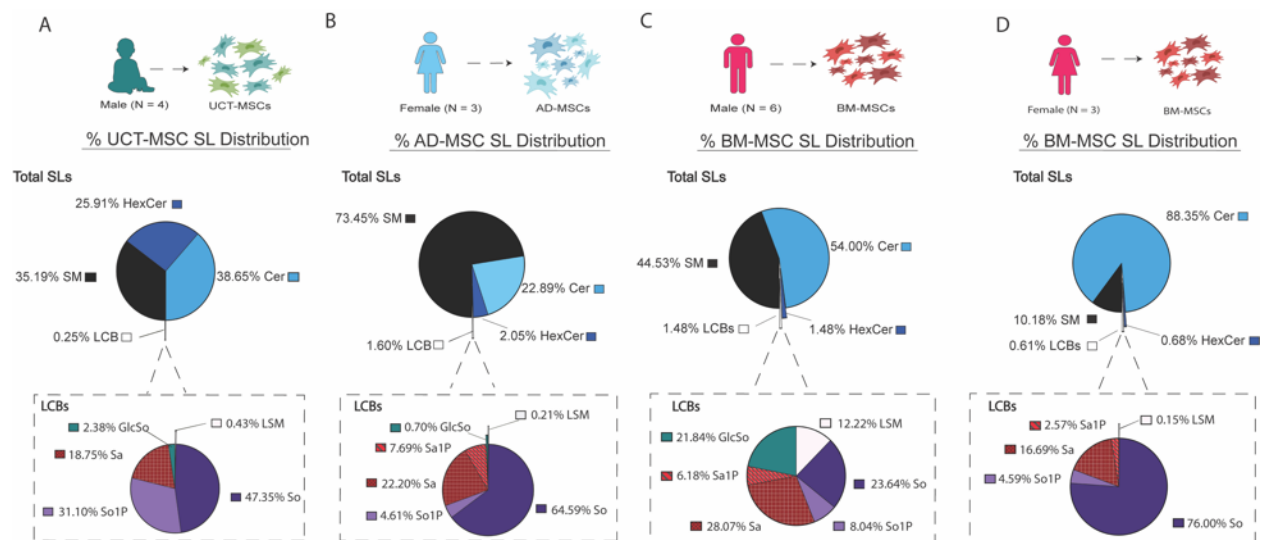 A
Male (N = 4)
UCT-MSCs
% UCT-MSC SL Distribution
Total SLs
25.91% HexCer
35.19% SM
38.65% Cer
0.25% LCB
LCBs
2.38% GlcSo
0.43% LSM
18.75% Sa
47.35% So
31.10% So1P
B
Female (N = 3)
AD-MSCs
% AD-MSC SL Distribution
Total SLs
73.45% SM
22.89% Cer
2.05% HexCer
1.60% LCB
LCBs
0.21% LSM
0.70% GlcSo
7.69% Sa1P
22.20% Sa
4.61% So1P
64.59% So
C
Male (N = 6)
BM-MSCs
% BM-MSC SL Distribution
Total SLs
54.00% Cer
44.53% SM
1.48% LCBs
1.48% HexCer
LCBs
12.22% LSM
21.84% GlcSo
6.18% Sa1P
23.64% So
28.07% Sa
8.04% So1P
D
Female (N = 3)
BM-MSCs
% BM-MSC SL Distribution
Total SLs
88.35% Cer
10.18% SM
0.61% LCBs
0.68% HexCer
LCBs
2.57% Sa1P
0.15% LSM
16.69% Sa
4.59% So1P
76.00% So